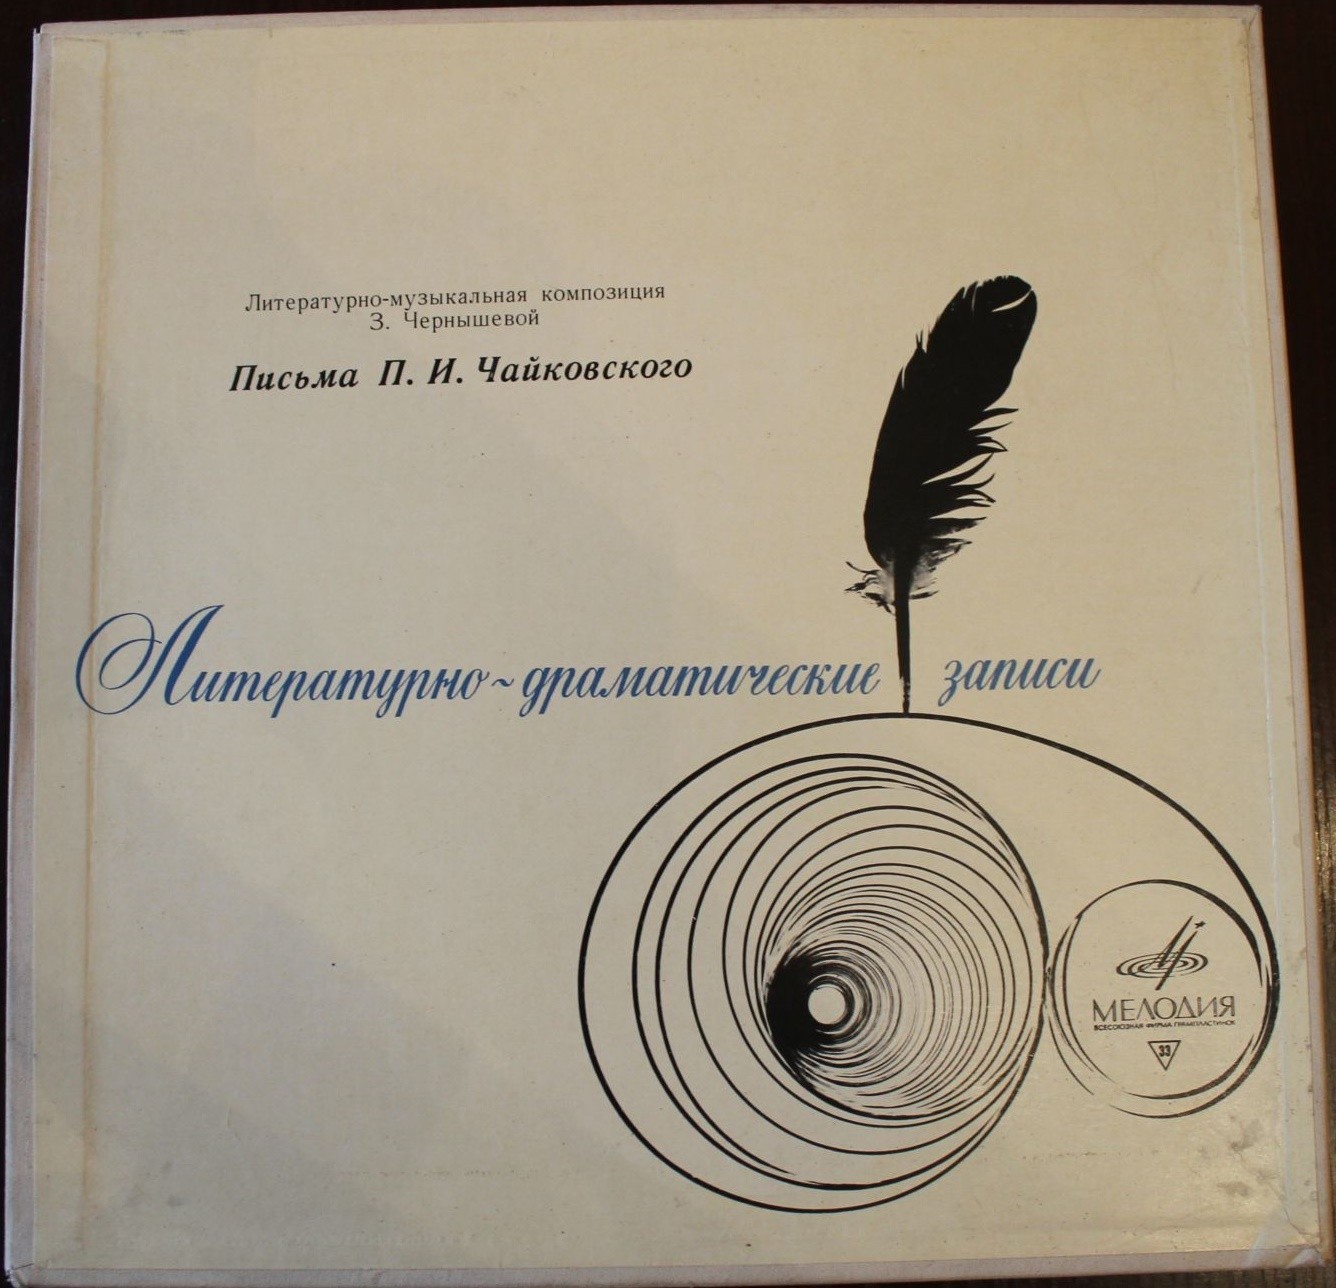 Литературно-музыкальная композиция
З. Чернышевой
Письма П. И. Чайковского
Литературно~драматические записи
МЕЛОДИЯ
ВСЕСОЮЗНАЯ ФИРМА ГРАМПЛАСТИНОК
33